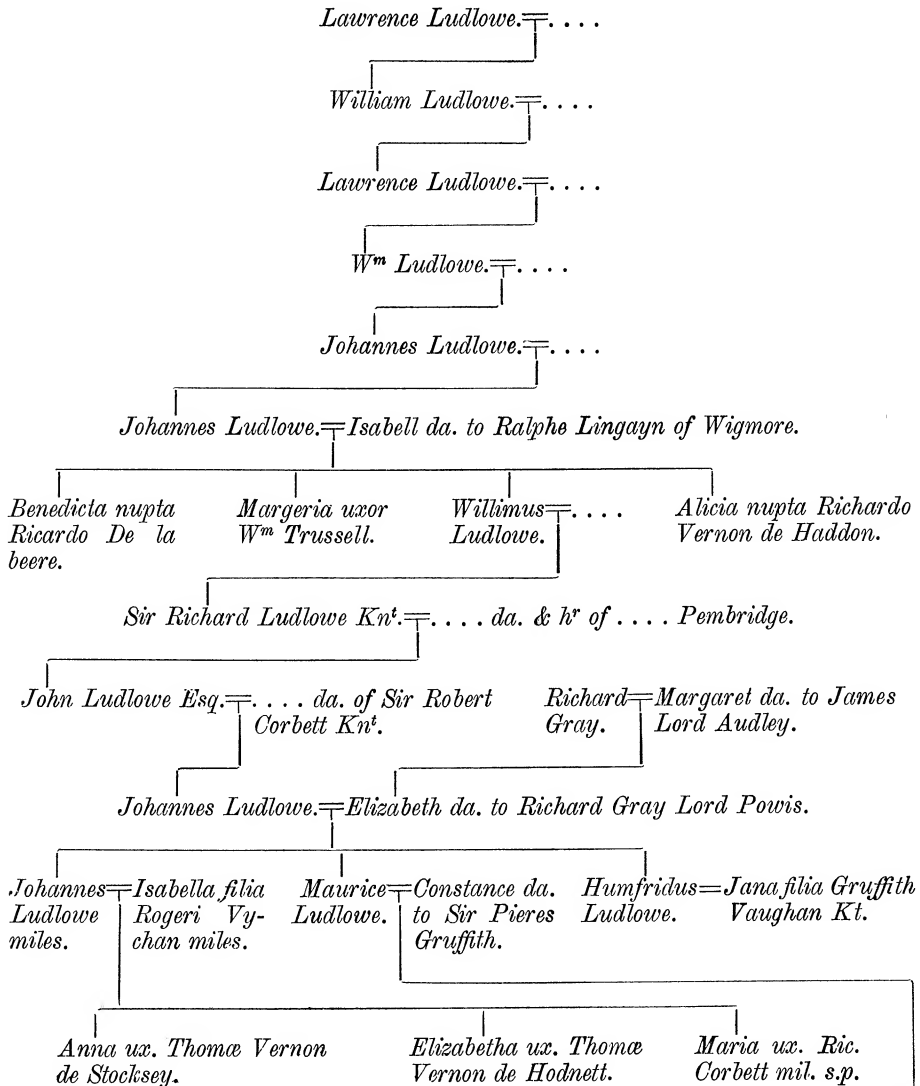 Lawrence Ludlowe. . . . .
William Ludlowe. . . . .
Lawrence Ludlowe. . . . .
Wm Ludlowe. . . . .
Johannes Ludlowe. . . . .
Johannes Ludlowe. Isabell da. to Ralphe Lingayn of Wigmore.
Benedicta nupta
Ricardo De la
beere.
Margeria uxor
Wm Trussell.
Willimus . . . .
Ludlowe.
Alicia nupta Richardo
Vernon de Haddon.
Sir Richard Ludlowe Knt. . . . . da. & hr of . . . . Pembridge.
John Ludlowe Esq. . . . . da. of Sir Robert
Corbett Knt.
Richard
Gray.
Margaret da. to James
Lord Audley.
Johannes Ludlowe. Elizabeth da. to Richard Gray Lord Powis.
Johannes
Ludlowe
miles.
Isabella filia
Rogeri Vy-
chan miles.
Maurice
Ludlowe.
Constance da.
to Sir Pieres
Gruffith.
Humfridus
Ludlowe.
Jana filia Gruffith
Vaughan Kt.
Anna ux. Thomæ Vernon
de Stocksey.
Elizabetha ux. Thomæ
Vernon de Hodnett.
Maria ux. Ric.
Corbett mil. s.p.